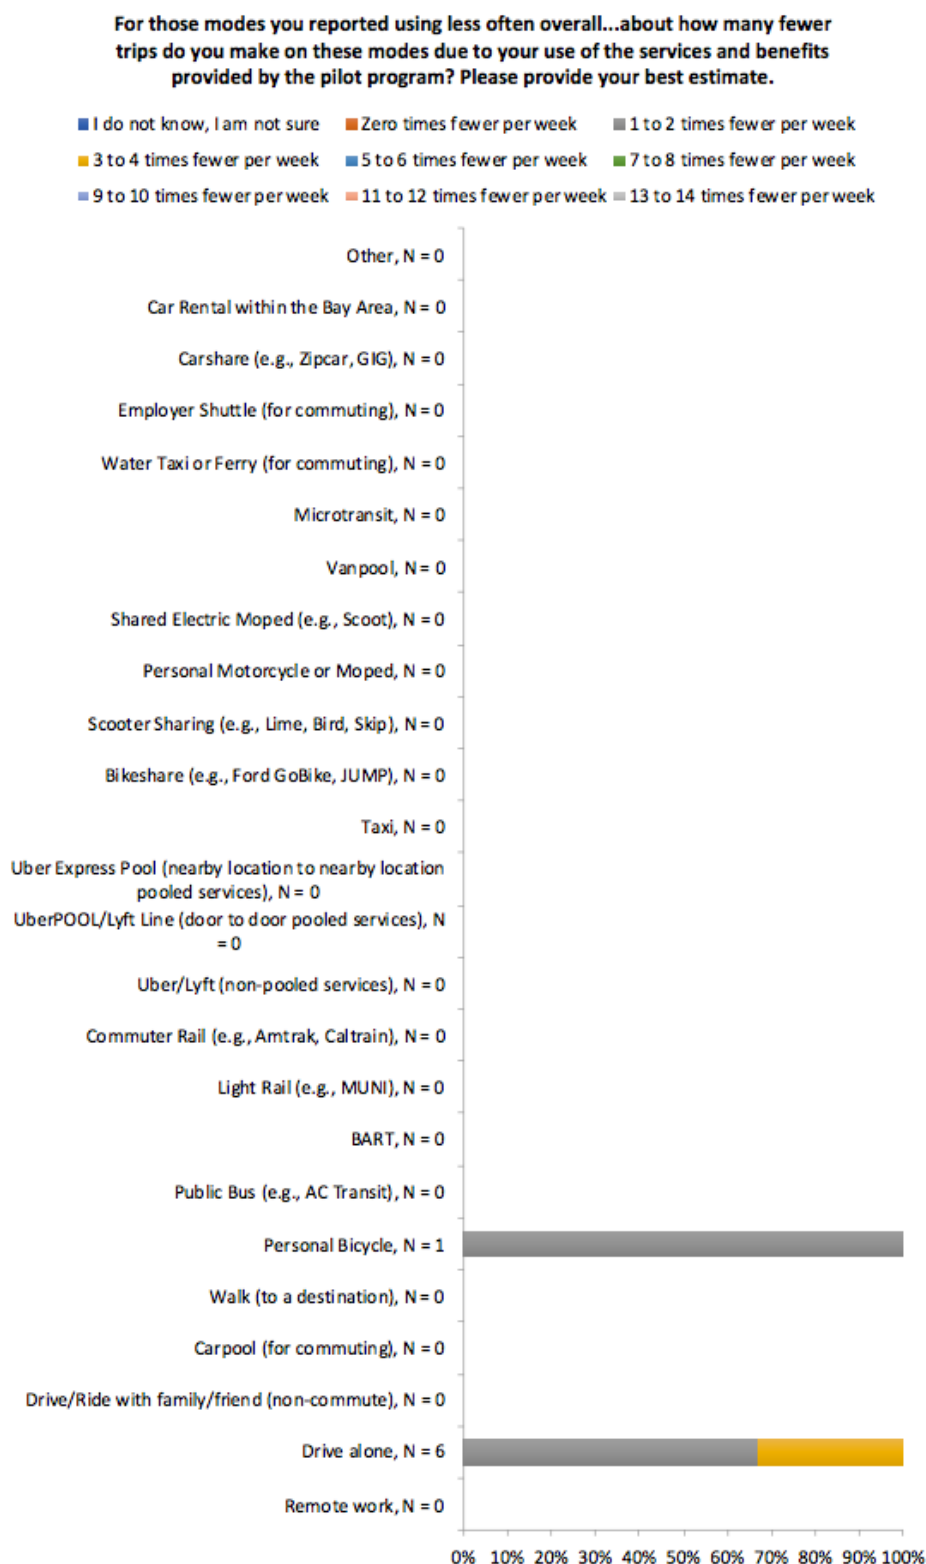 For those modes you reported using less often overall...about how many fewer
trips do you make on these modes due to your use of the services and benefits
provided by the pilot program? Please provide your best estimate.
I do not know, I am not sure Zero times fewer per week 1 to 2 times fewer per week
3 to 4 times fewer per week 5 to 6 times fewer per week 7 to 8 times fewer per week
9 to 10 times fewer per week 11 to 12 times fewer per week 13 to 14 times fewer per week
Other, N = 0
Car Rental within the Bay Area, N = 0
Carshare (e.g., Zipcar, GIG), N = 0
Employer Shuttle (for commuting), N = 0
Water Taxi or Ferry (for commuting), N = 0
Microtransit, N = 0
Vanpool, N = 0
Shared Electric Moped (e.g., Scoot), N = 0
Personal Motorcycle or Moped, N = 0
Scooter Sharing (e.g., Lime, Bird, Skip), N = 0
Bikeshare (e.g., Ford GoBike, JUMP), N = 0
Taxi, N = 0
Uber Express Pool (nearby location to nearby location
pooled services), N = 0
UberPOOL/Lyft Line (door to door pooled services), N
= 0
Uber/Lyft (non-pooled services), N = 0
Commuter Rail (e.g., Amtrak, Caltrain), N = 0
Light Rail (e.g., MUNI), N = 0
BART, N = 0
Public Bus (e.g., AC Transit), N = 0
Personal Bicycle, N = 1
Walk (to a destination), N = 0
Carpool (for commuting), N = 0
Drive/Ride with family/friend (non-commute), N = 0
Drive alone, N = 6
Remote work, N = 0
0% 10% 20% 30% 40% 50% 60% 70% 80% 90% 100%